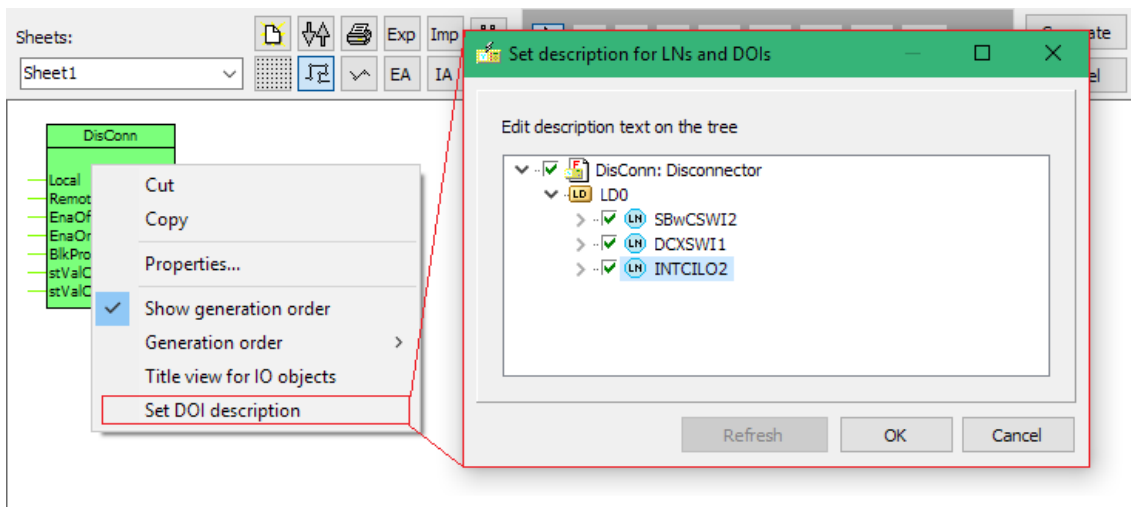 Sheets:
Exp
Imp
Sheet1
EA
IA
DisConn
Local
Cut
Copy
Properties...
Show generation order
Generation order
Title view for IO objects
Set DOI description
Set description for LNs and DOIs
Edit description text on the tree
DisConn: Disconnector
LD LD0
LN SBwCSWI2
LN DCXSWI1
LN INTCILO2
Refresh
OK
Cancel